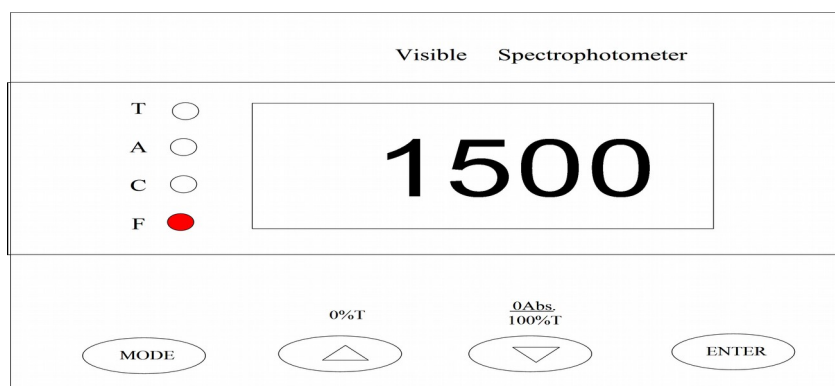 Visible Spectrophotometer
T
A
C
F
1500
0%T
0Abs.
100%T
MODE
ENTER